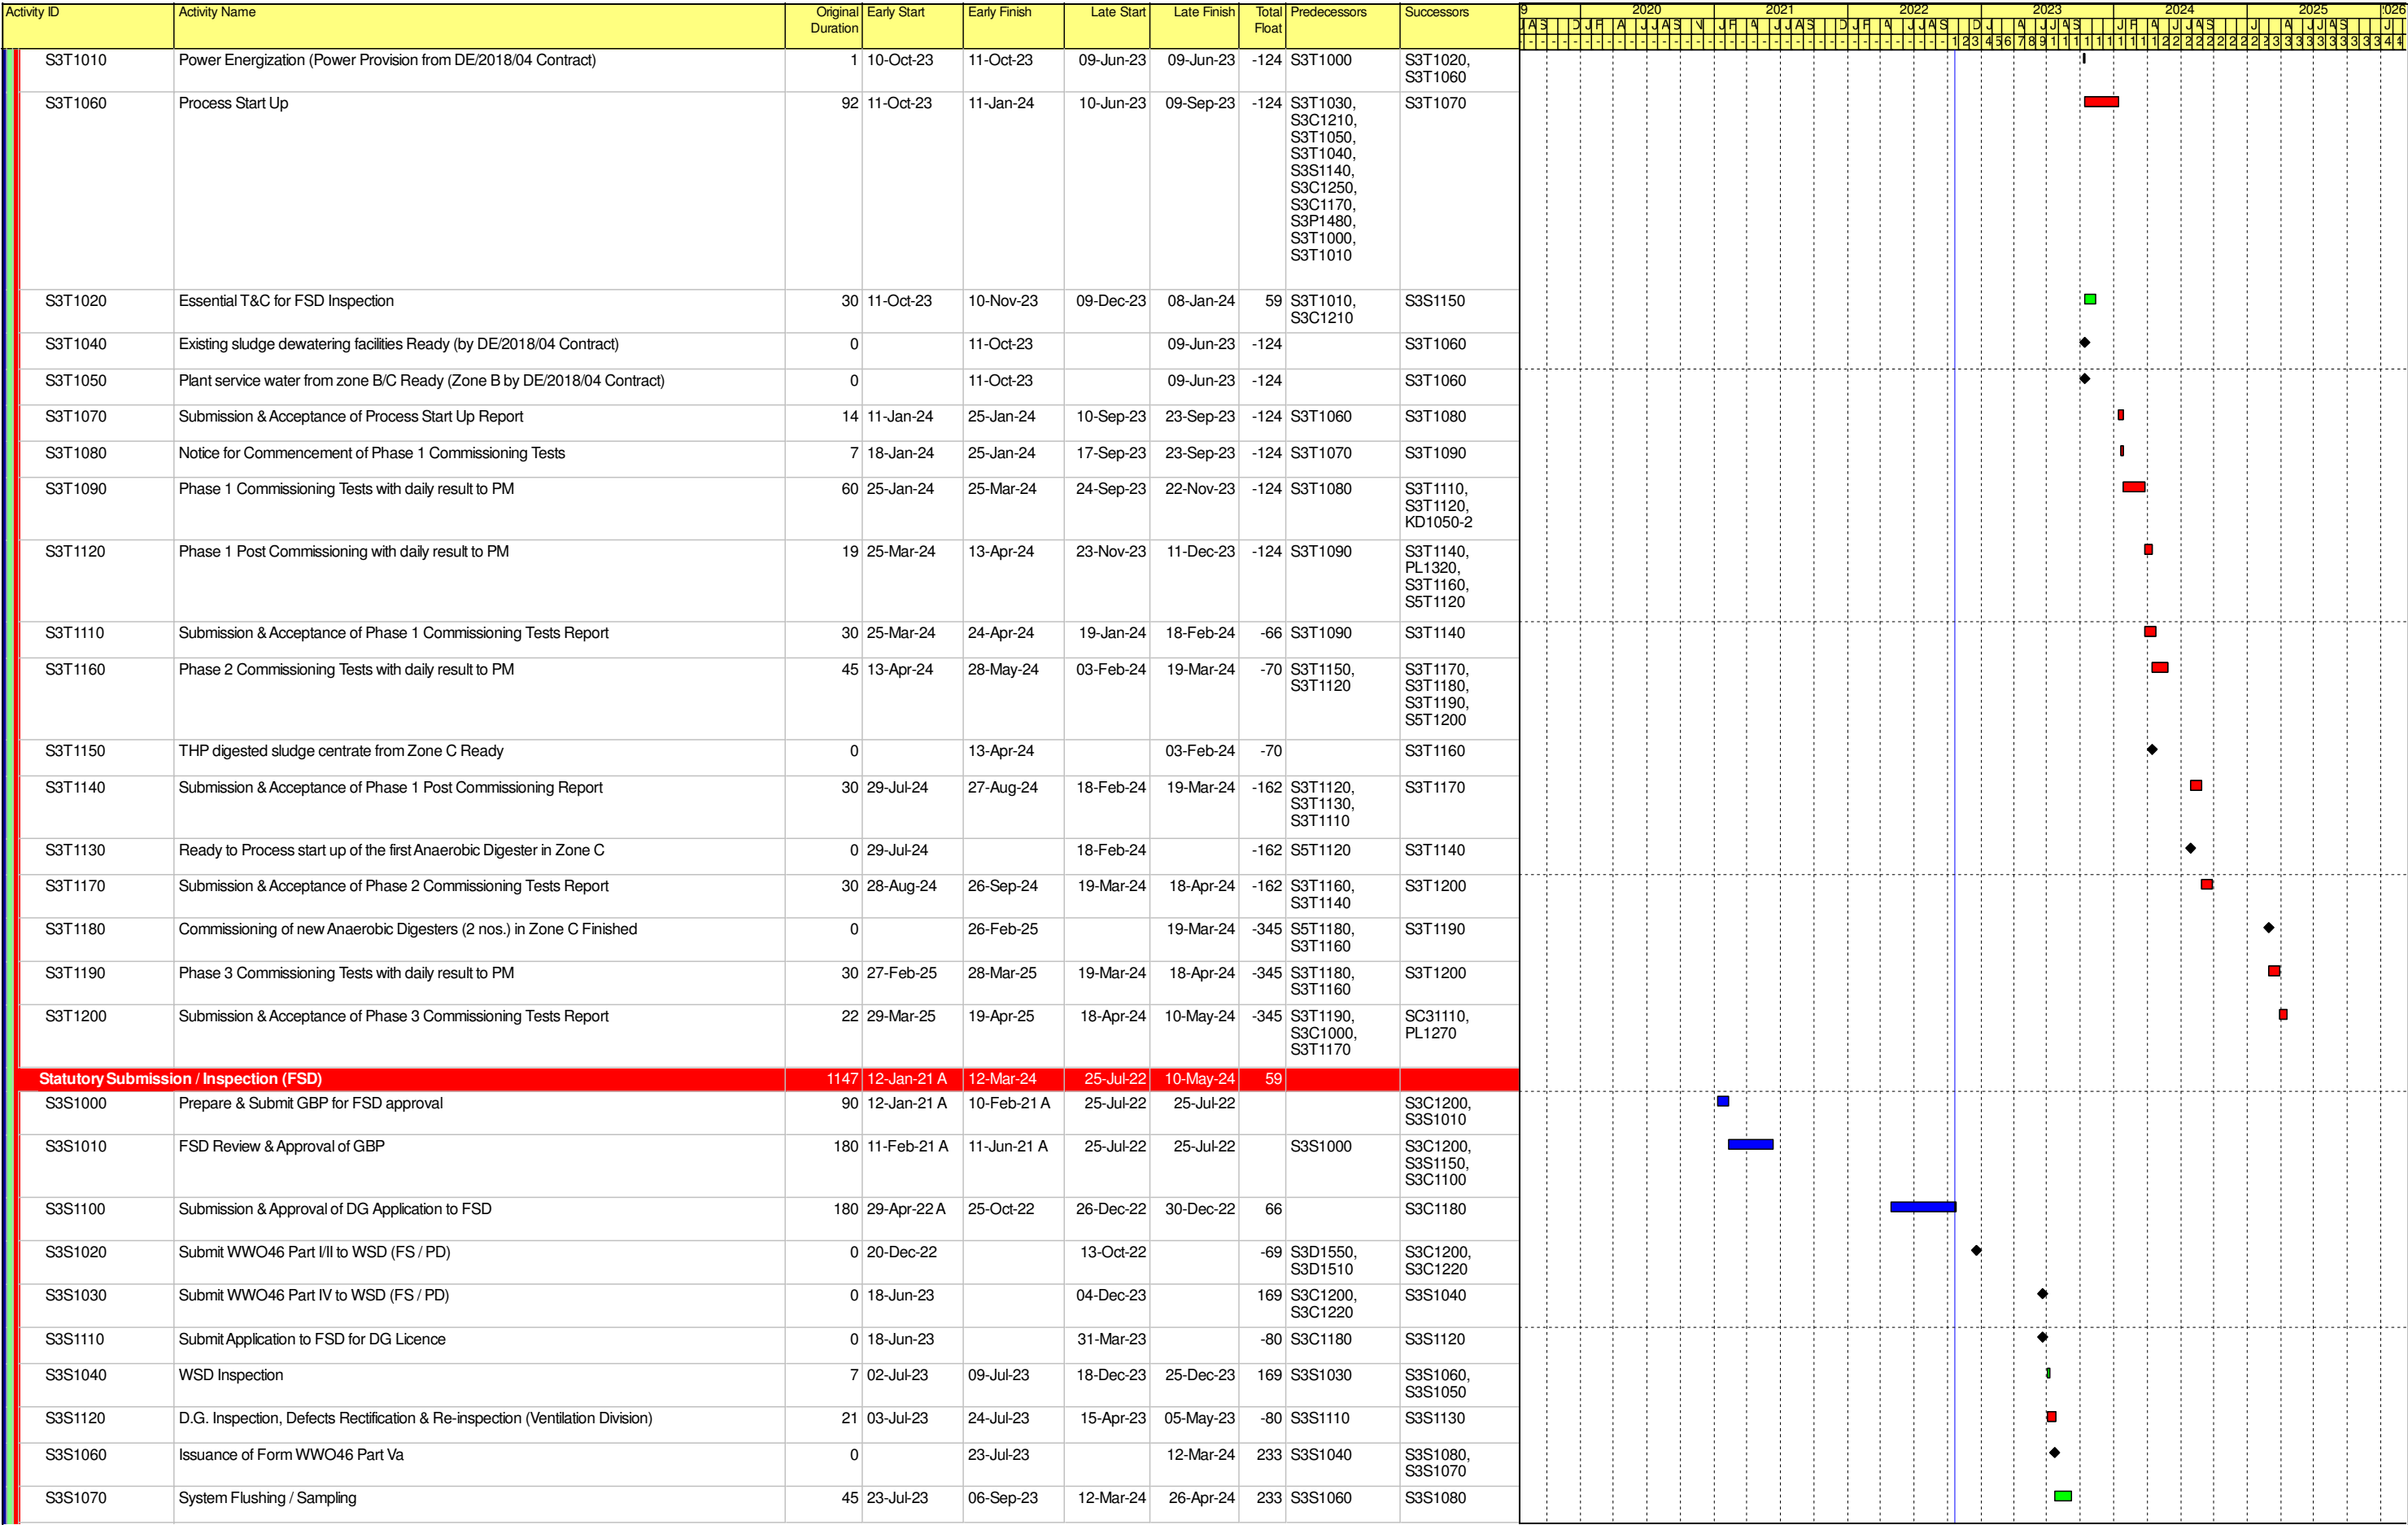 Activity ID Activity Name Original Early Start Early Finish Late Start Late Finish Total Predecessors Successors
Duration Float
9 2020 2021 2022 2023 2024 2025 026
S3T1010 Power Energization (Power Provision from DE/2018/04 Contract) 1 10-Oct-23 11-Oct-23 09-Jun-23 09-Jun-23 -124 S3T1000 S3T1020,
S3T1060
S3T1060 Process Start Up 92 11-Oct-23 11-Jan-24 10-Jun-23 09-Sep-23 -124 S3T1030, S3T1070
S3C1210,
S3T1050,
S3T1040,
S3S1140,
S3C1250,
S3C1170,
S3P1480,
S3T1000,
S3T1010
S3T1020 Essential T&C for FSD Inspection 30 11-Oct-23 10-Nov-23 09-Dec-23 08-Jan-24 59 S3T1010, S3S1150
S3C1210
S3T1040 Existing sludge dewatering facilities Ready (by DE/2018/04 Contract) 0 11-Oct-23 09-Jun-23 -124 S3T1060
S3T1050 Plant service water from zone B/C Ready (Zone B by DE/2018/04 Contract) 0 11-Oct-23 09-Jun-23 -124 S3T1060
S3T1070 Submission & Acceptance of Process Start Up Report 14 11-Jan-24 25-Jan-24 10-Sep-23 23-Sep-23 -124 S3T1060 S3T1080
S3T1080 Notice for Commencement of Phase 1 Commissioning Tests 7 18-Jan-24 25-Jan-24 17-Sep-23 23-Sep-23 -124 S3T1070 S3T1090
S3T1090 Phase 1 Commissioning Tests with daily result to PM 60 25-Jan-24 25-Mar-24 24-Sep-23 22-Nov-23 -124 S3T1080 S3T1110,
S3T1120,
KD1050-2
S3T1120 Phase 1 Post Commissioning with daily result to PM 19 25-Mar-24 13-Apr-24 23-Nov-23 11-Dec-23 -124 S3T1090 S3T1140,
PL1320,
S3T1160,
S5T1120
S3T1110 Submission & Acceptance of Phase 1 Commissioning Tests Report 30 25-Mar-24 24-Apr-24 19-Jan-24 18-Feb-24 -66 S3T1090 S3T1140
S3T1160 Phase 2 Commissioning Tests with daily result to PM 45 13-Apr-24 28-May-24 03-Feb-24 19-Mar-24 -70 S3T1150, S3T1170,
S3T1120 S3T1180,
S3T1190,
S5T1200
S3T1150 THP digested sludge centrate from Zone C Ready 0 13-Apr-24 03-Feb-24 -70 S3T1160
S3T1140 Submission & Acceptance of Phase 1 Post Commissioning Report 30 29-Jul-24 27-Aug-24 18-Feb-24 19-Mar-24 -162 S3T1120, S3T1170
S3T1130,
S3T1110
S3T1130 Ready to Process start up of the first Anaerobic Digester in Zone C 0 29-Jul-24 18-Feb-24 -162 S5T1120 S3T1140
S3T1170 Submission & Acceptance of Phase 2 Commissioning Tests Report 30 28-Aug-24 26-Sep-24 19-Mar-24 18-Apr-24 -162 S3T1160, S3T1200
S3T1140
S3T1180 Commissioning of new Anaerobic Digesters (2 nos.) in Zone C Finished 0 26-Feb-25 19-Mar-24 -345 S5T1180, S3T1190
S3T1160
S3T1190 Phase 3 Commissioning Tests with daily result to PM 30 27-Feb-25 28-Mar-25 19-Mar-24 18-Apr-24 -345 S3T1180, S3T1200
S3T1160
S3T1200 Submission & Acceptance of Phase 3 Commissioning Tests Report 22 29-Mar-25 19-Apr-25 18-Apr-24 10-May-24 -345 S3T1190, SC31110,
S3C1000, PL1270
S3T1170
Statutory Submission / Inspection (FSD) 1147 12-Jan-21 A 12-Mar-24 25-Jul-22 10-May-24 59
S3S1000 Prepare & Submit GBP for FSD approval 90 12-Jan-21 A 10-Feb-21 A 25-Jul-22 25-Jul-22 S3C1200,
S3S1010
S3S1010 FSD Review & Approval of GBP 180 11-Feb-21 A 11-Jun-21 A 25-Jul-22 25-Jul-22 S3S1000 S3C1200,
S3S1150,
S3C1100
S3S1100 Submission & Approval of DG Application to FSD 180 29-Apr-22 A 25-Oct-22 26-Dec-22 30-Dec-22 66 S3C1180
S3S1020 Submit WWO46 Part I/II to WSD (FS / PD) 0 20-Dec-22 13-Oct-22 -69 S3D1550, S3C1200,
S3D1510 S3C1220
S3S1030 Submit WWO46 Part IV to WSD (FS / PD) 0 18-Jun-23 04-Dec-23 169 S3C1200, S3S1040
S3C1220
S3S1110 Submit Application to FSD for DG Licence 0 18-Jun-23 31-Mar-23 -80 S3C1180 S3S1120
S3S1040 WSD Inspection 7 02-Jul-23 09-Jul-23 18-Dec-23 25-Dec-23 169 S3S1030 S3S1060,
S3S1050
S3S1120 D.G. Inspection, Defects Rectification & Re-inspection (Ventilation Division) 21 03-Jul-23 24-Jul-23 15-Apr-23 05-May-23 -80 S3S1110 S3S1130
S3S1060 Issuance of Form WWO46 Part Va 0 23-Jul-23 12-Mar-24 233 S3S1040 S3S1080,
S3S1070
S3S1070 System Flushing / Sampling 45 23-Jul-23 06-Sep-23 12-Mar-24 26-Apr-24 233 S3S1060 S3S1080